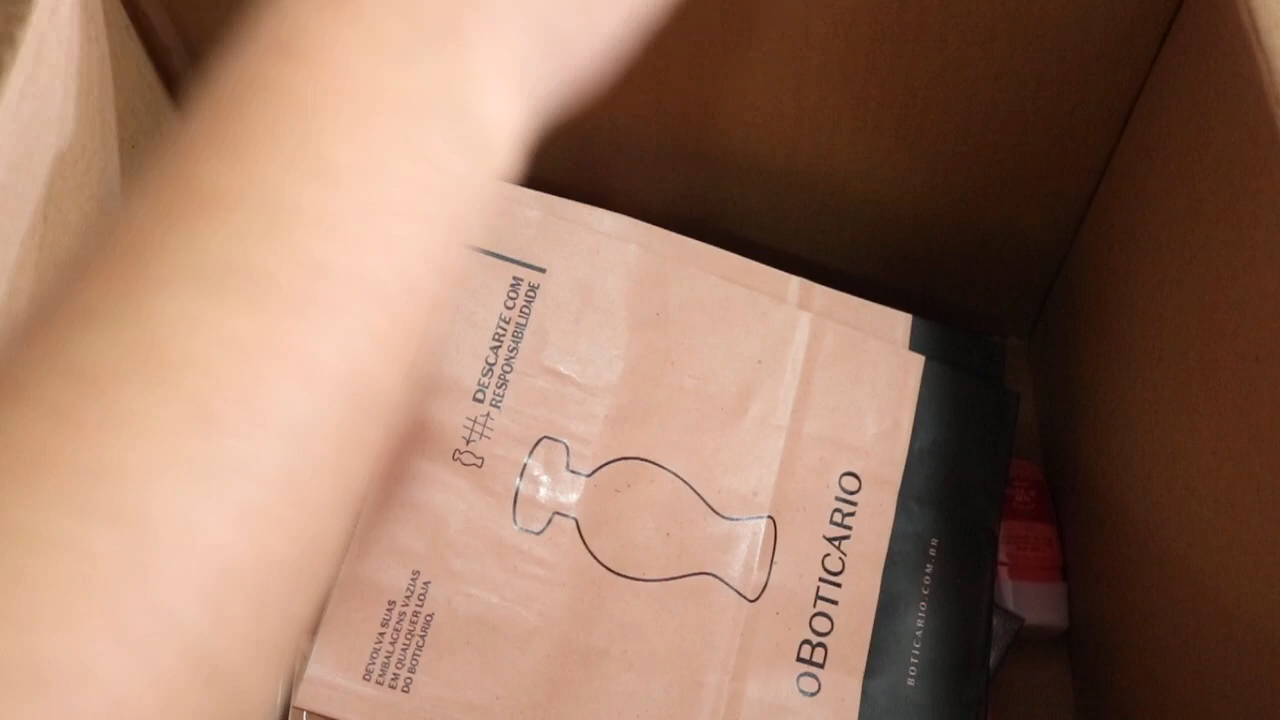 DESCARTE COM
RESPONSABILIDADE
DEVOLVA SUAS
EMBALAGENS VAZIAS
EM QUALQUER LOJA
DO BOTICÁRIO.
oBOTICÁRIO
BOTICARIO.COM.BR